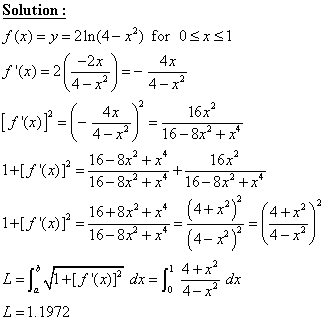 Solution :
f(x) = y = 2ln(4 − x²) for 0 ≤ x ≤ 1
f '(x) = 2(−2x / (4 − x²)) = − 4x / (4 − x²)
[f '(x)]² = (− 4x / (4 − x²))² = 16x² / (16 − 8x² + x⁴)
1+[f '(x)]² = (16 − 8x² + x⁴) / (16 − 8x² + x⁴) + 16x² / (16 − 8x² + x⁴)
1+[f '(x)]² = (16 + 8x² + x⁴) / (16 − 8x² + x⁴) = (4 + x²)² / (4 − x²)² = ((4 + x²) / (4 − x²))²
L = ∫ₐᵇ √(1+[f '(x)]²) dx = ∫₀¹ (4 + x²) / (4 − x²) dx
L = 1.1972